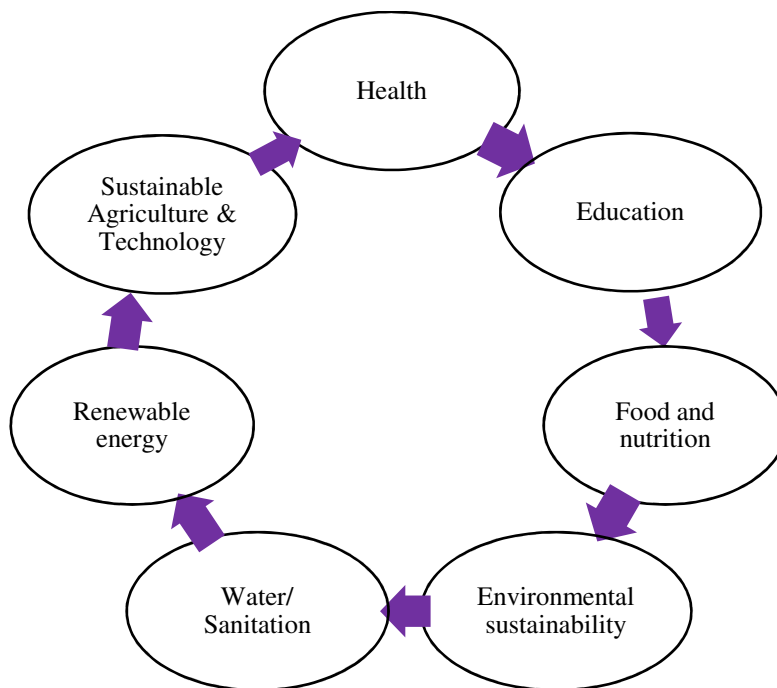 Health
Education
Food and
nutrition
Environmental
sustainability
Water/
Sanitation
Renewable
energy
Sustainable
Agriculture &
Technology